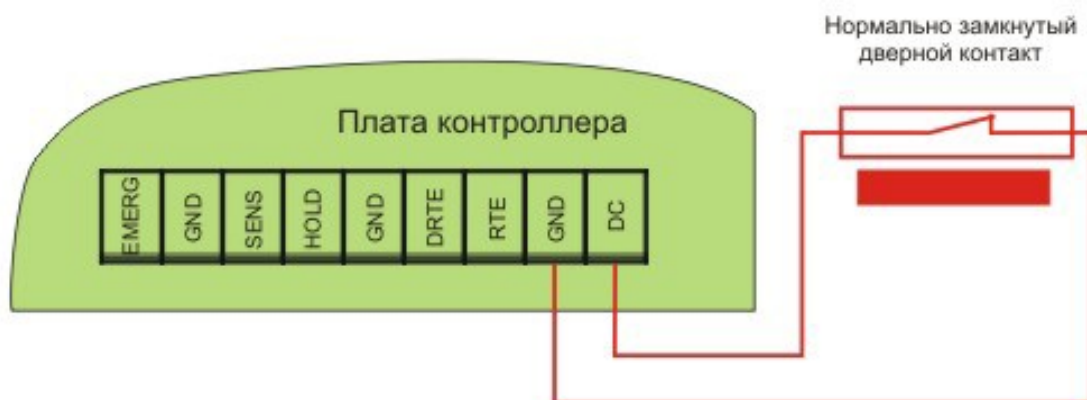 Нормально замкнутый
дверной контакт
Плата контроллера
EMERG
GND
SENS
HOLD
GND
DRTE
RTE
GND
DC